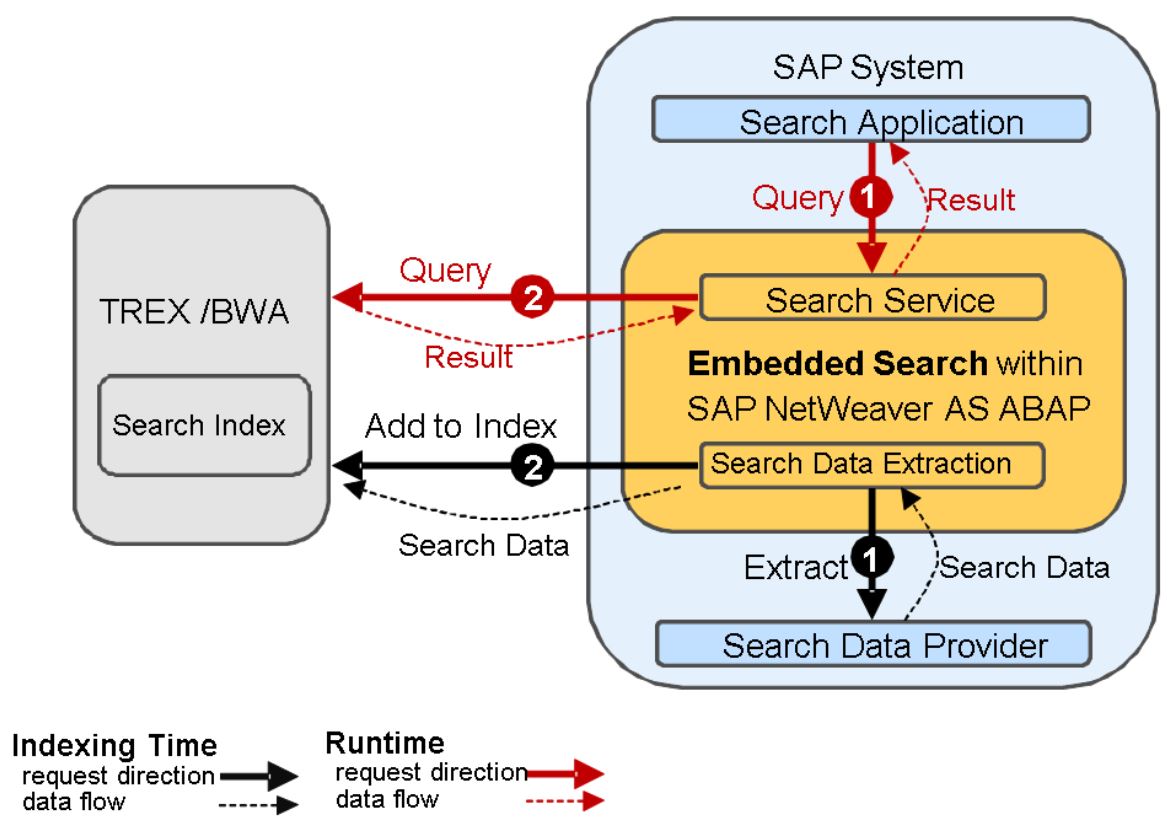 SAP System
Search Application
Query 1 Result
Query 2
Search Service
TREX /BWA
Result
Embedded Search within
SAP NetWeaver AS ABAP
Search Index
Add to Index
2
Search Data Extraction
Search Data
Extract 1 Search Data
Search Data Provider
Indexing Time
request direction
data flow
Runtime
request direction
data flow